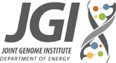 JGI
JOINT GENOME INSTITUTE
DEPARTMENT OF ENERGY